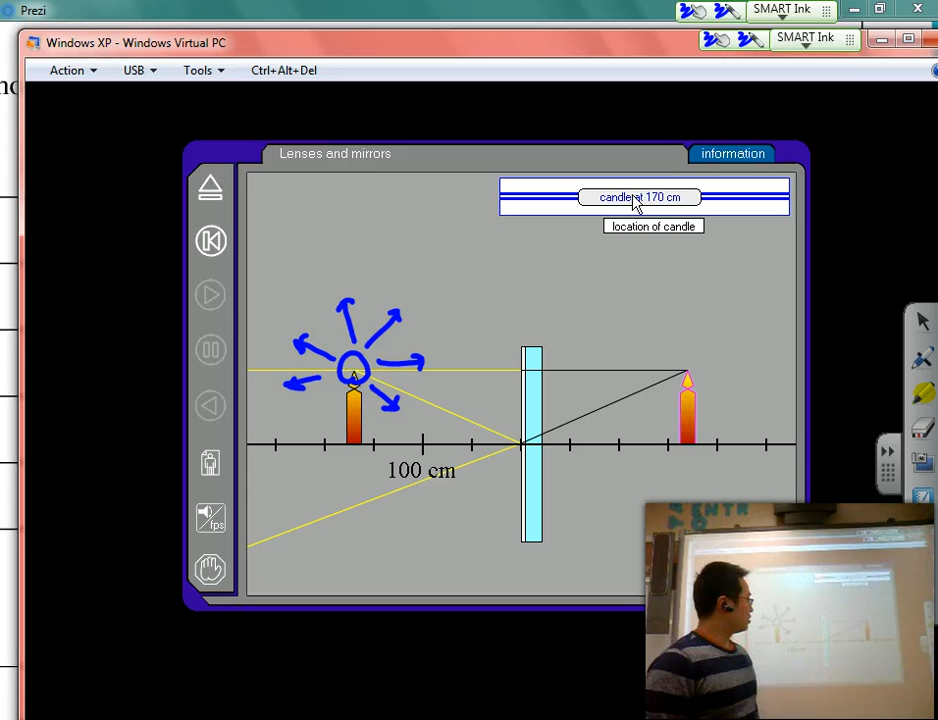 Prezi
SMART Ink
Windows XP - Windows Virtual PC
SMART Ink
Action USB Tools Ctrl+Alt+Del
Lenses and mirrors
information
candle at 170 cm
location of candle
100 cm
fps